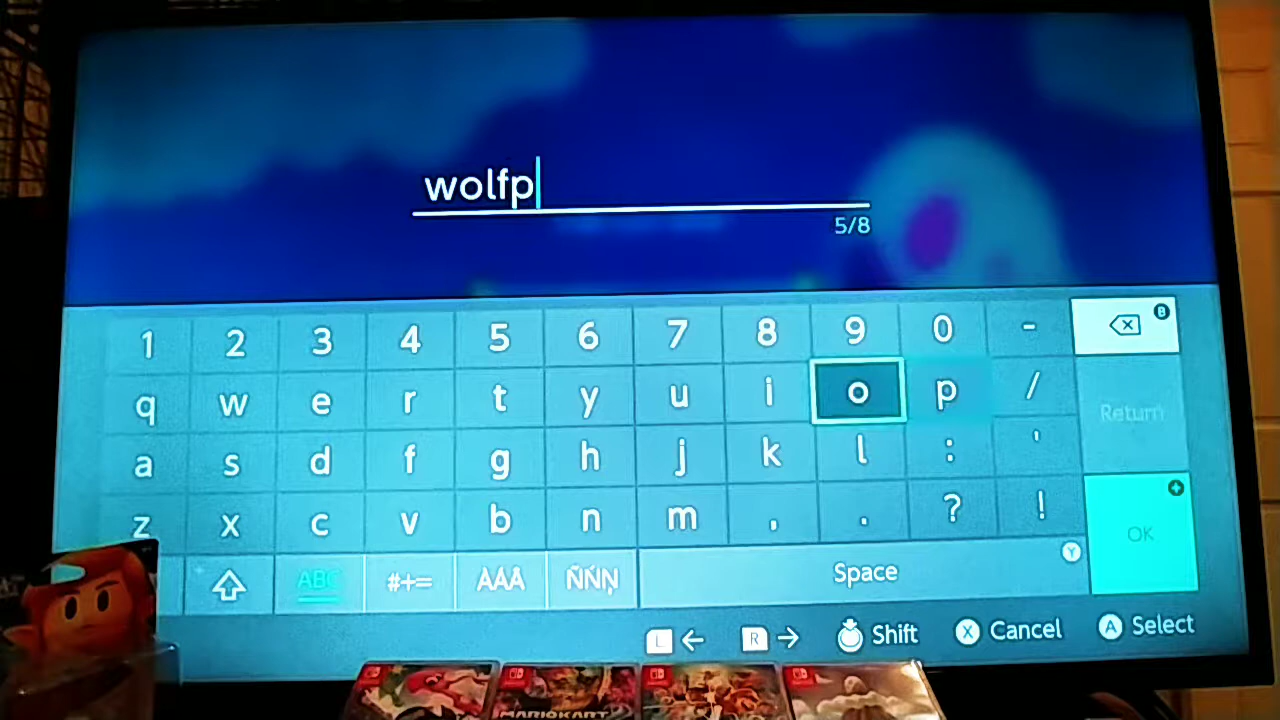 wolfp
5/8
1 2 3 4 5 6 7 8 9 0 -
q w e r t y u i o p / Return
a s d f g h j k l : '
z x c v b n m , . ? ! OK
ABC #+= ÀÁÂ ÑŃŅ Space Y
L ← R → Shift X Cancel A Select
MARIOKART